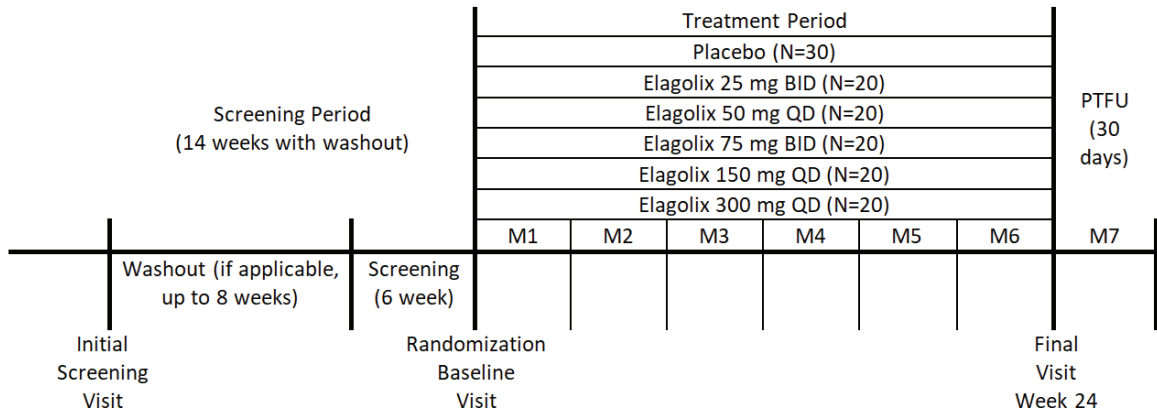 Treatment Period
Placebo (N=30)
Elagolix 25 mg BID (N=20)
Elagolix 50 mg QD (N=20)
Elagolix 75 mg BID (N=20)
Elagolix 150 mg QD (N=20)
Elagolix 300 mg QD (N=20)
Screening Period
(14 weeks with washout)
PTFU
(30
days)
M1
M2
M3
M4
M5
M6
M7
Washout (if applicable,
up to 8 weeks)
Screening
(6 week)
Initial
Screening
Visit
Randomization
Baseline
Visit
Final
Visit
Week 24